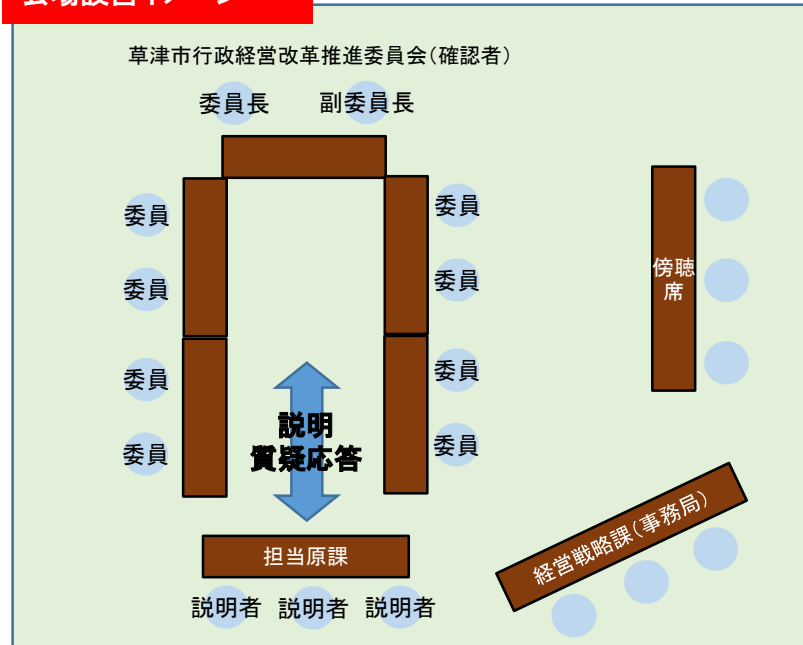 草津市行政経営改革推進委員会（確認者）
委員長　副委員長
委員　委員
委員　委員
委員　委員
委員　委員
傍聴
席
説明
質疑応答
担当原課
説明者　説明者　説明者
経営戦略課（事務局）